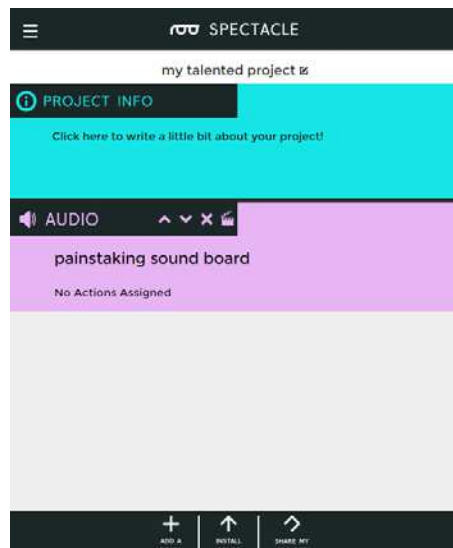 SPECTACLE
my talented project
PROJECT INFO
Click here to write a little bit about your project!
AUDIO
painstaking sound board
No Actions Assigned
ADD A
INSTALL
SHARE MY